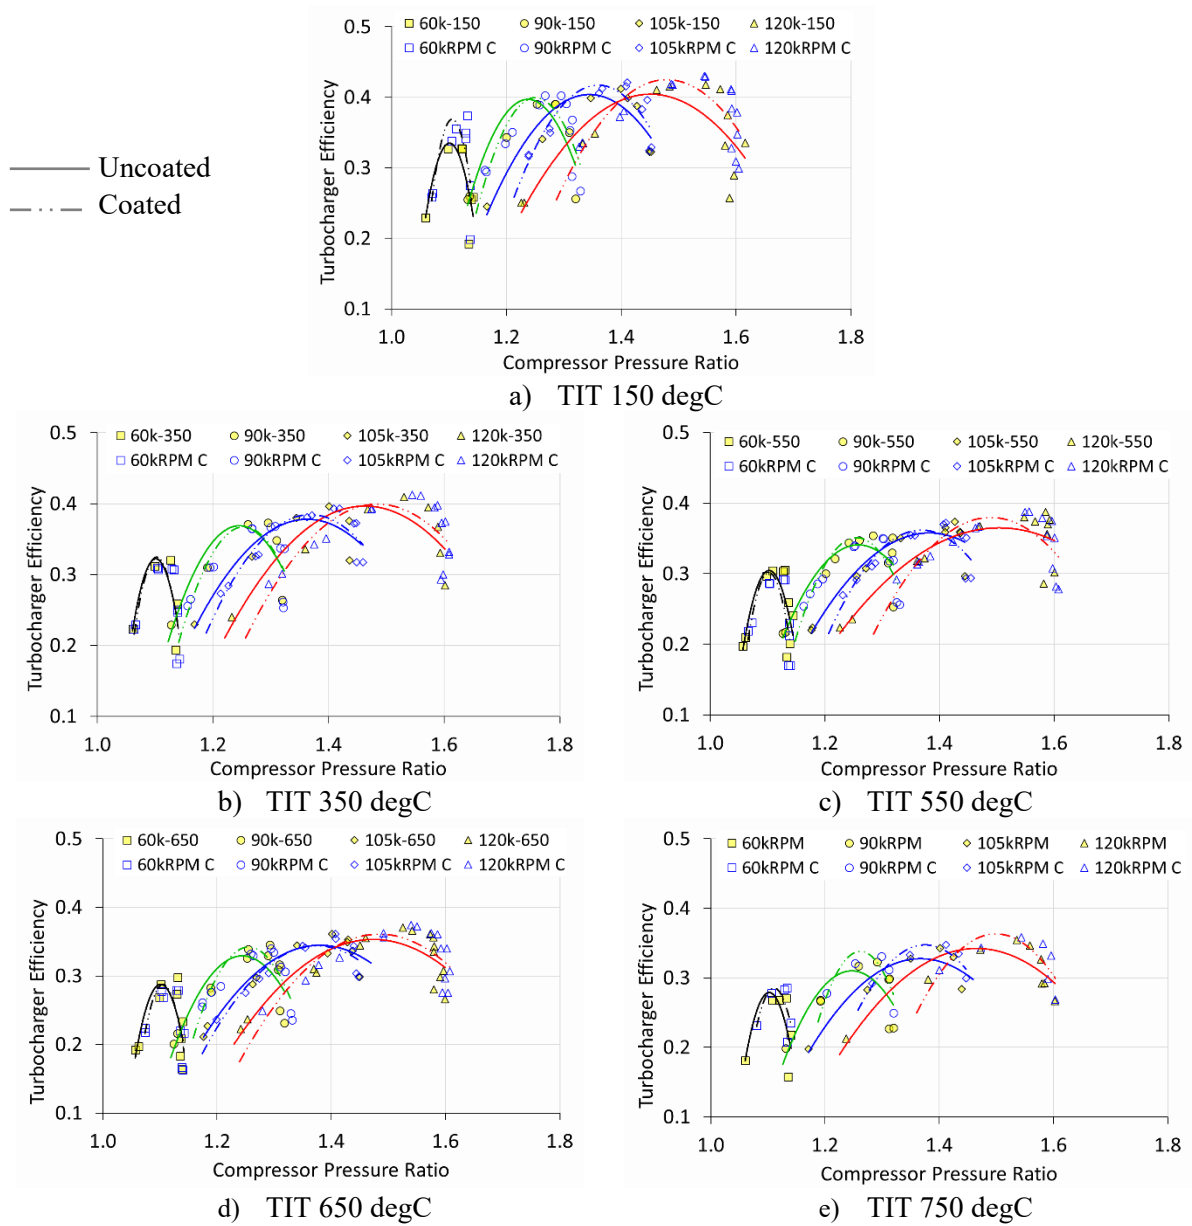 60k-150 90k-150 105k-150 120k-150
60kRPM C 90kRPM C 105kRPM C 120kRPM C
Uncoated
Coated
Turbocharger Efficiency
0.5
0.4
0.3
0.2
0.1
1.0 1.2 1.4 1.6 1.8
Compressor Pressure Ratio
a) TIT 150 degC
60k-350 90k-350 105k-350 120k-350
60kRPM C 90kRPM C 105kRPM C 120kRPM C
Turbocharger Efficiency
0.5
0.4
0.3
0.2
0.1
1.0 1.2 1.4 1.6 1.8
Compressor Pressure Ratio
b) TIT 350 degC
60k-550 90k-550 105k-550 120k-550
60kRPM C 90kRPM C 105kRPM C 120kRPM C
Turbocharger Efficiency
0.5
0.4
0.3
0.2
0.1
1.0 1.2 1.4 1.6 1.8
Compressor Pressure Ratio
c) TIT 550 degC
60k-650 90k-650 105k-650 120k-650
60kRPM C 90kRPM C 105kRPM C 120kRPM C
Turbocharger Efficiency
0.5
0.4
0.3
0.2
0.1
1.0 1.2 1.4 1.6 1.8
Compressor Pressure Ratio
d) TIT 650 degC
60kRPM 90kRPM 105kRPM 120kRPM
60kRPM C 90kRPM C 105kRPM C 120kRPM C
Turbocharger Efficiency
0.5
0.4
0.3
0.2
0.1
1.0 1.2 1.4 1.6 1.8
Compressor Pressure Ratio
e) TIT 750 degC